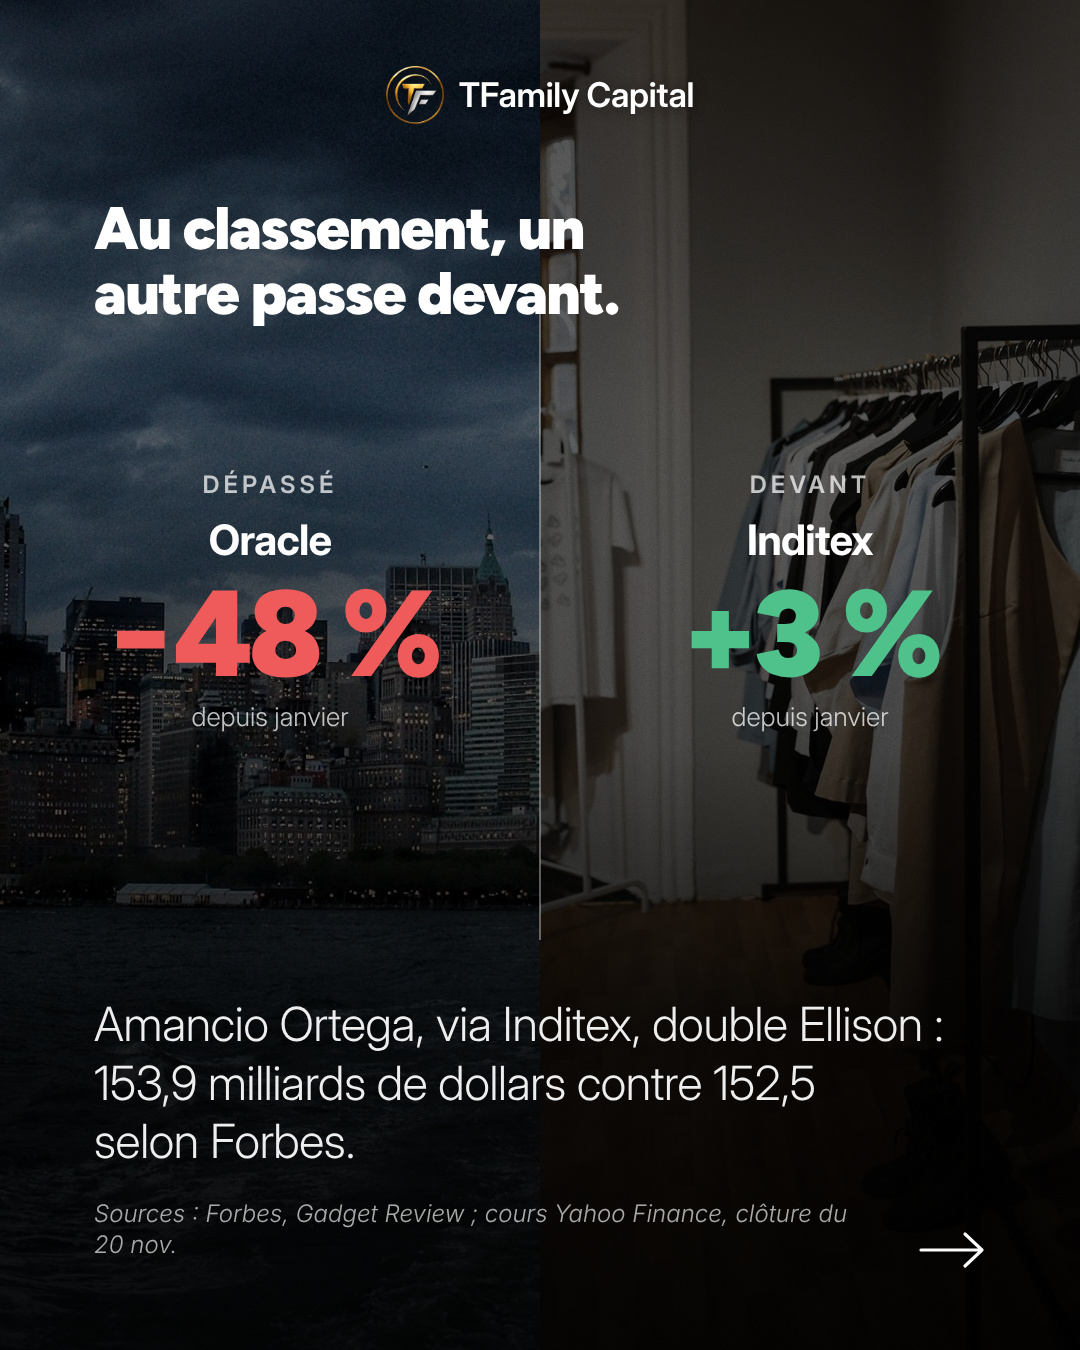 TFamily Capital
Au classement, un
autre passe devant.
DÉPASSÉ
Oracle
-48 %
depuis janvier
DEVANT
Inditex
+3 %
depuis janvier
Amancio Ortega, via Inditex, double Ellison :
153,9 milliards de dollars contre 152,5
selon Forbes.
Sources : Forbes, Gadget Review ; cours Yahoo Finance, clôture du
20 nov.